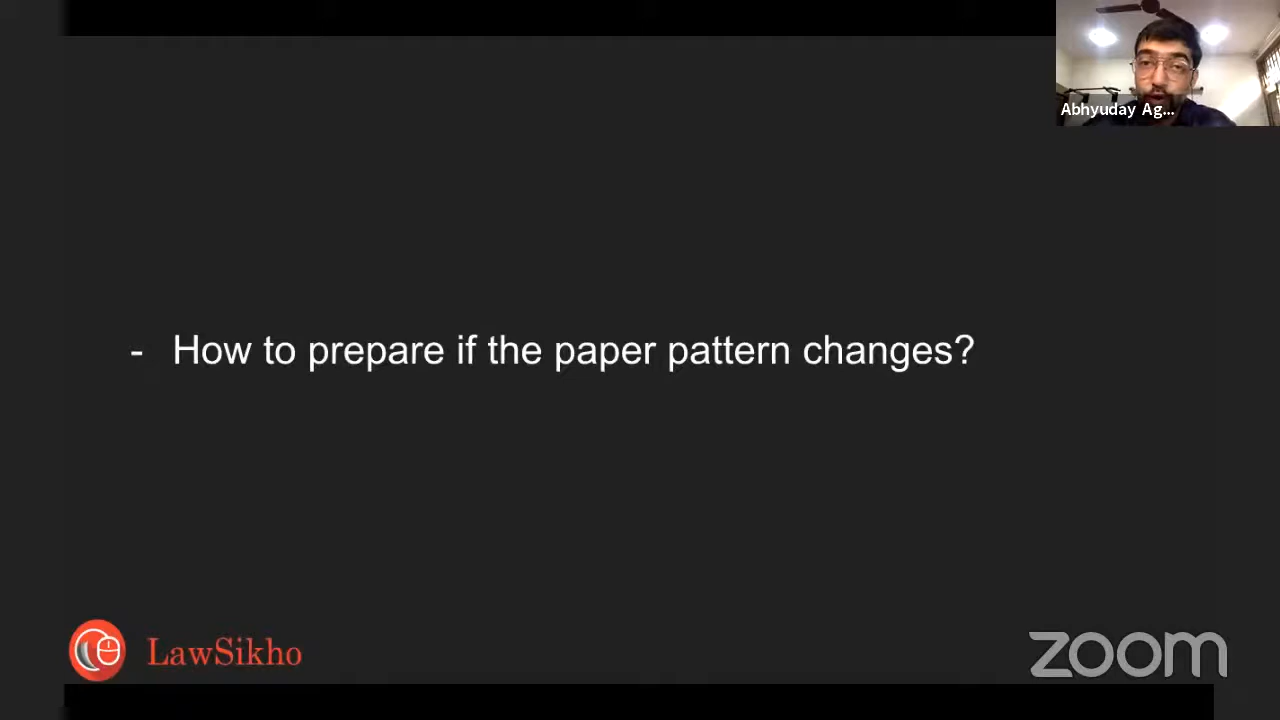 Abhyuday Ag...
- How to prepare if the paper pattern changes?
LawSikho
zoom